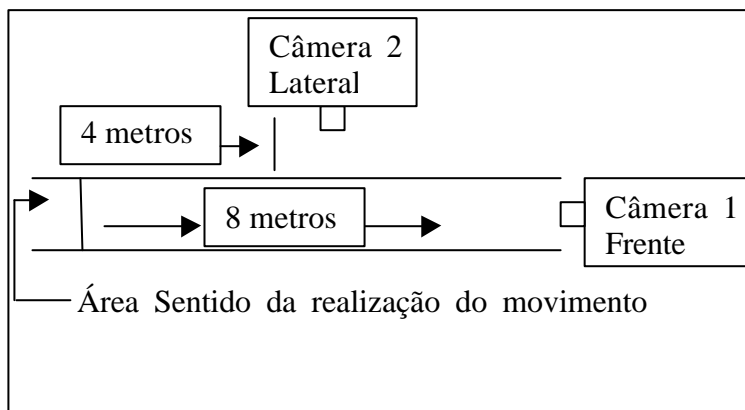 Câmera 2
Lateral
4 metros
8 metros
Câmera 1
Frente
Área Sentido da realização do movimento